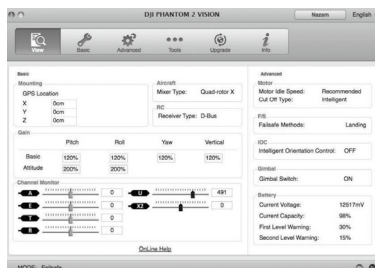 DJI PHANTOM 2 VISION
Nazam English
View Basic Advanced Tools Upgrade Info
Basic
Mounting
GPS Location
X 0cm
Y 0cm
Z 0cm
Aircraft
Mixer Type: Quad-rotor X
RC
Receiver Type: D-Bus
Gain
Pitch Roll Yaw Vertical
Basic 120% 120% 120% 120%
Attitude 200% 200%
Channel Monitor
A 0 U 491
E 0 X2 0
T 0
R 0
OnLine Help
Advanced
Motor
Motor Idle Speed: Recommended
Cut Off Type: Intelligent
F/S
Failsafe Methods: Landing
IOC
Intelligent Orientation Control: OFF
Gimbal
Gimbal Switch: ON
Battery
Current Voltage: 12517mV
Current Capacity: 98%
First Level Warning: 30%
Second Level Warning: 15%
MODE: Failsafe